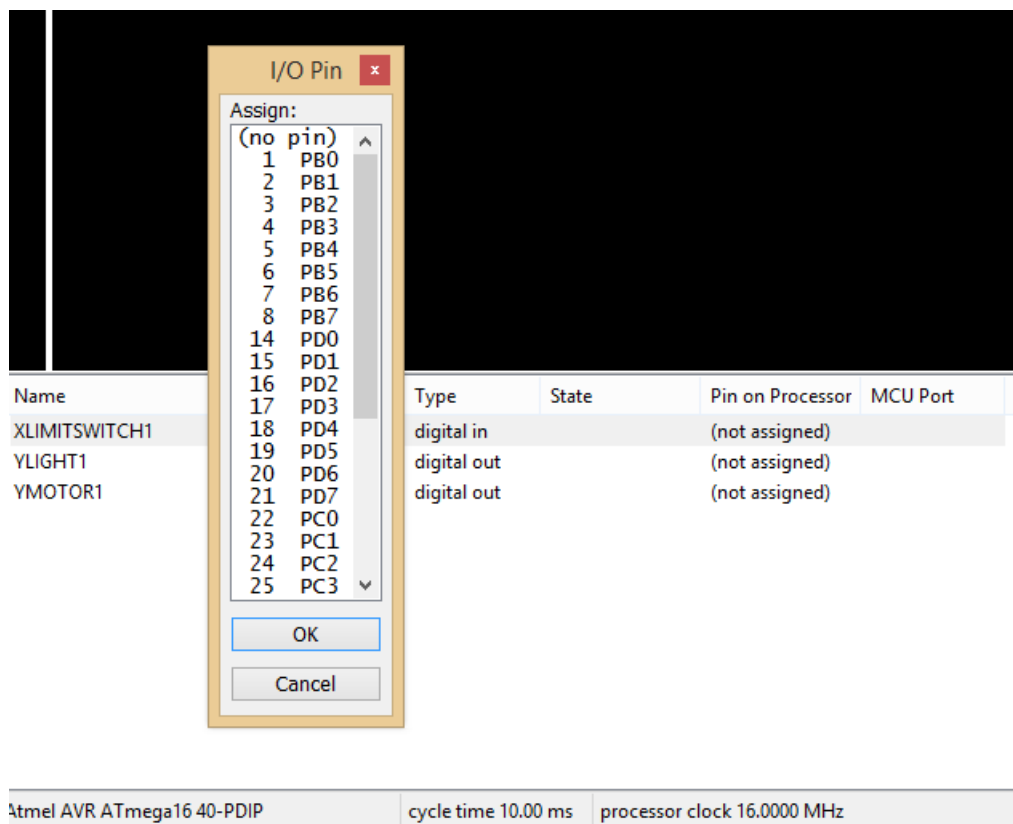 I/O Pin
Assign:
(no pin)
1 PB0
2 PB1
3 PB2
4 PB3
5 PB4
6 PB5
7 PB6
8 PB7
14 PD0
15 PD1
16 PD2
17 PD3
18 PD4
19 PD5
20 PD6
21 PD7
22 PC0
23 PC1
24 PC2
25 PC3
OK
Cancel
Name Type State Pin on Processor MCU Port
XLIMITSWITCH1 digital in (not assigned)
YLIGHT1 digital out (not assigned)
YMOTOR1 digital out (not assigned)
Atmel AVR ATmega16 40-PDIP cycle time 10.00 ms processor clock 16.0000 MHz